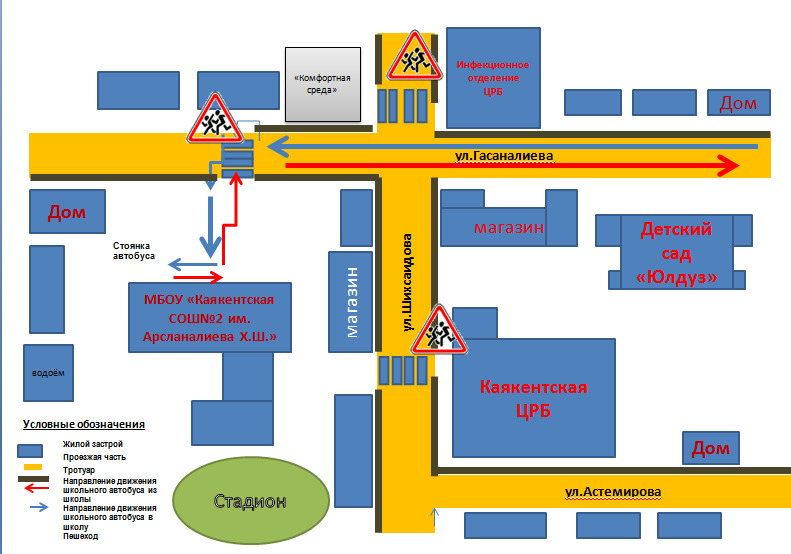 «Комфортная
среда»
Инфекционное
отделение
ЦРБ
Дом
ул.Гасаналиева
Дом
Стоянка
автобуса
магазин
Детский
сад
«Юлдуз»
МБОУ «Каякентская
СОШ№2 им.
Арсланалиева Х.Ш.»
магазин
ул.Шихсаидова
водоём
Каякентская
ЦРБ
Дом
Условные обозначения
Жилой застрой
Проезжая часть
Тротуар
Направление движения
школьного автобуса из
школы
Направление движения
школьного автобуса в
школу
Пешеход
Стадион
ул.Астемирова